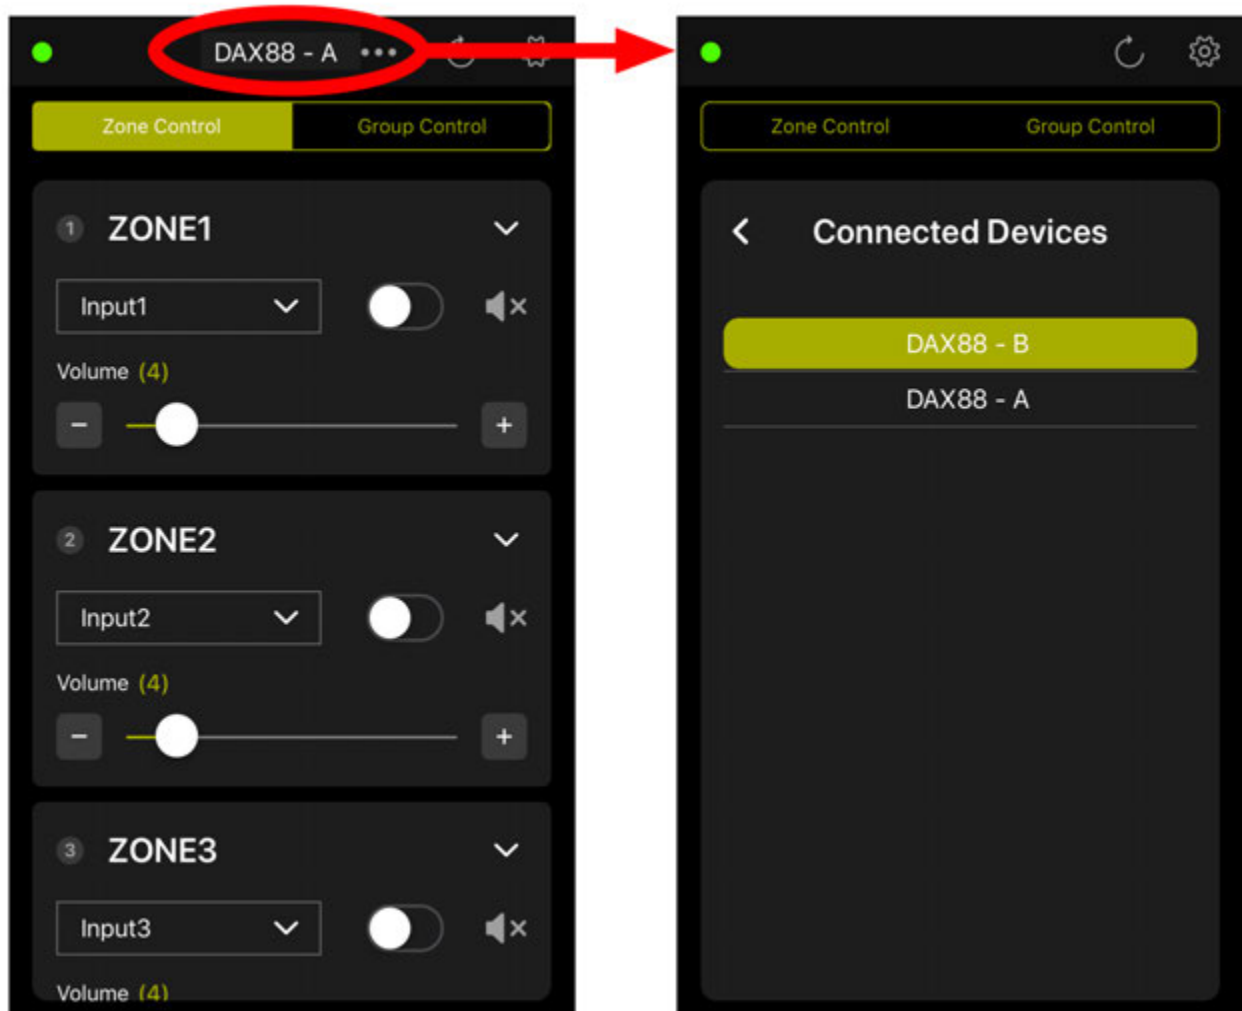 DAX88 - A •••
Zone Control Group Control
1 ZONE1
Input1
Volume (4)
- +
2 ZONE2
Input2
Volume (4)
- +
3 ZONE3
Input3
Volume (4)
Zone Control Group Control
Connected Devices
DAX88 - B
DAX88 - A